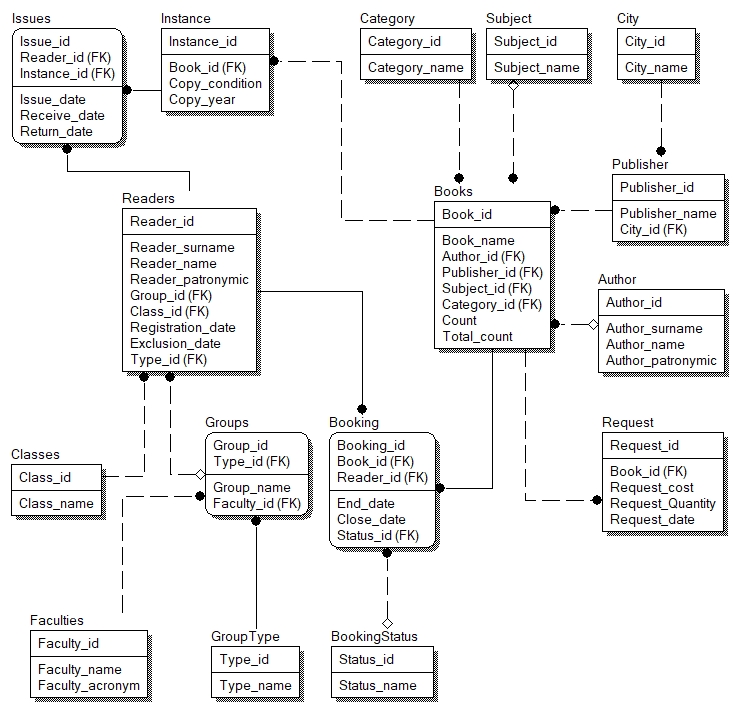 Issues
Issue_id
Reader_id (FK)
Instance_id (FK)
Issue_date
Receive_date
Return_date
Instance
Instance_id
Book_id (FK)
Copy_condition
Copy_year
Category
Category_id
Category_name
Subject
Subject_id
Subject_name
City
City_id
City_name
Publisher
Publisher_id
Publisher_name
City_id (FK)
Readers
Reader_id
Reader_surname
Reader_name
Reader_patronymic
Group_id (FK)
Class_id (FK)
Registration_date
Exclusion_date
Type_id (FK)
Books
Book_id
Book_name
Author_id (FK)
Publisher_id (FK)
Subject_id (FK)
Category_id (FK)
Count
Total_count
Author
Author_id
Author_surname
Author_name
Author_patronymic
Classes
Class_id
Class_name
Groups
Group_id
Type_id (FK)
Group_name
Faculty_id (FK)
Booking
Booking_id
Book_id (FK)
Reader_id (FK)
End_date
Close_date
Status_id (FK)
Request
Request_id
Book_id (FK)
Request_cost
Request_Quantity
Request_date
Faculties
Faculty_id
Faculty_name
Faculty_acronym
GroupType
Type_id
Type_name
BookingStatus
Status_id
Status_name